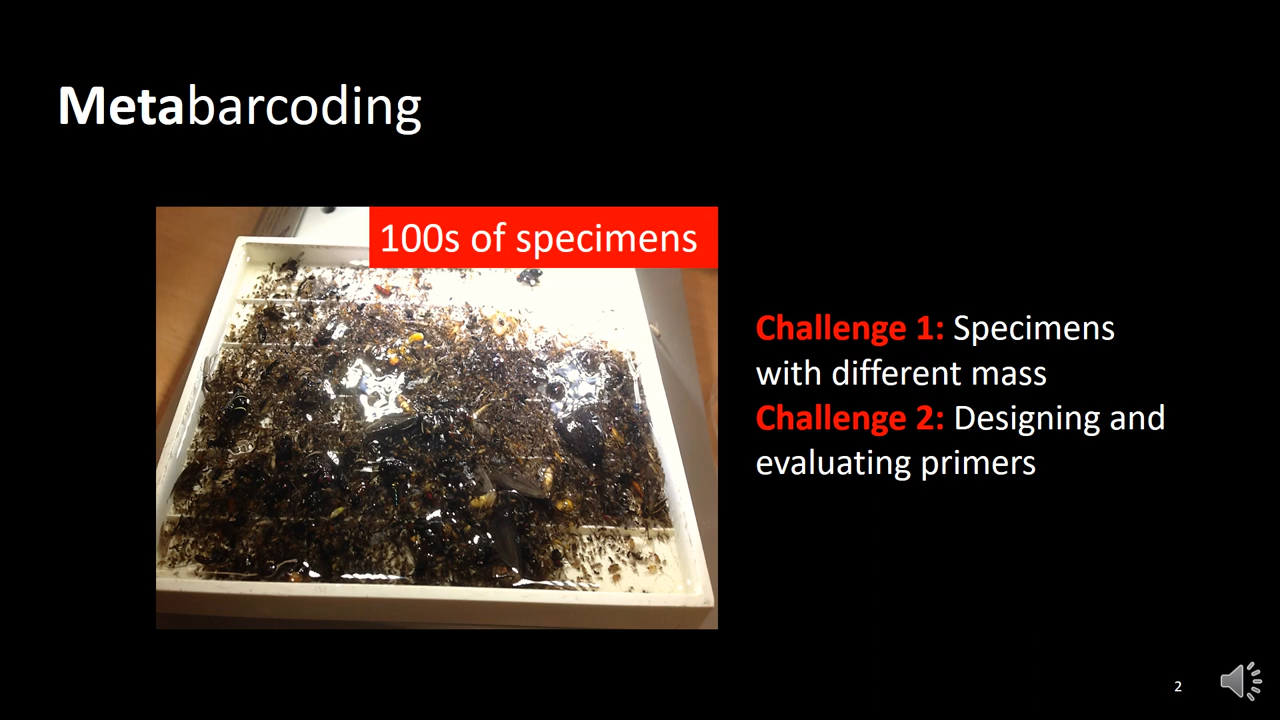 Metabarcoding
100s of specimens
Challenge 1: Specimens
with different mass
Challenge 2: Designing and
evaluating primers
2